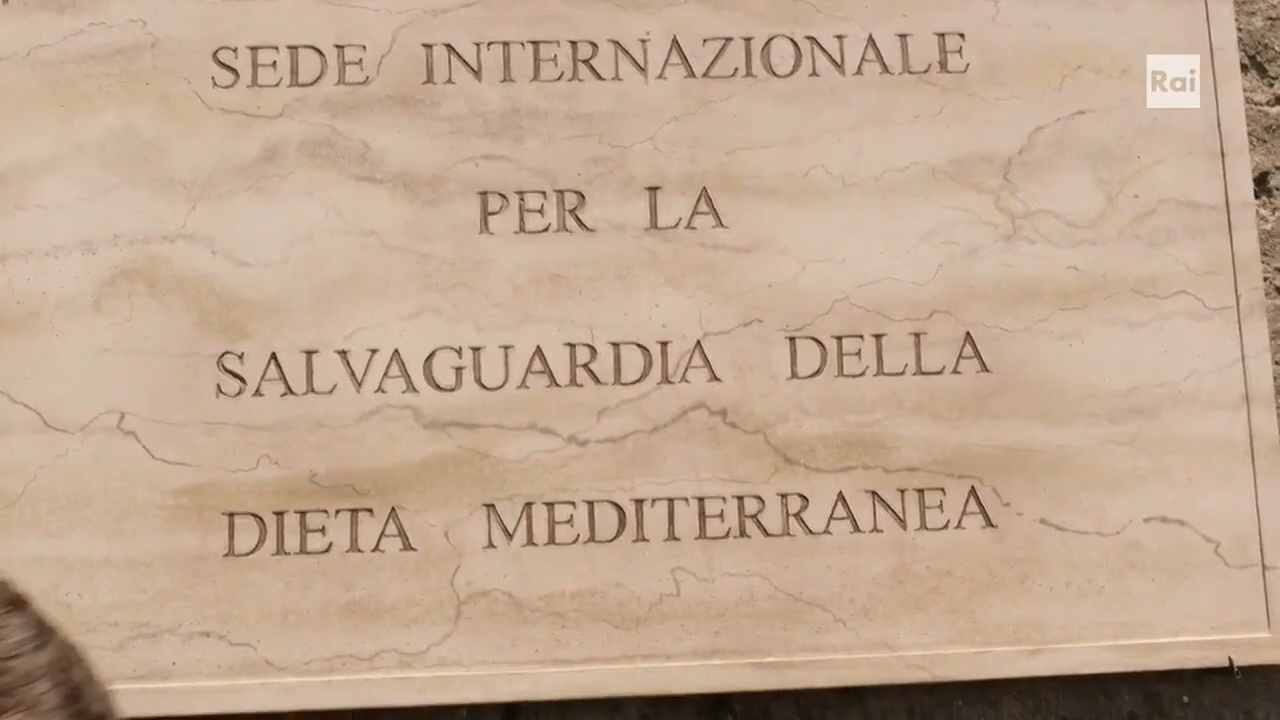 SEDE INTERNAZIONALE
Rai
PER LA
SALVAGUARDIA DELLA
DIETA MEDITERRANEA